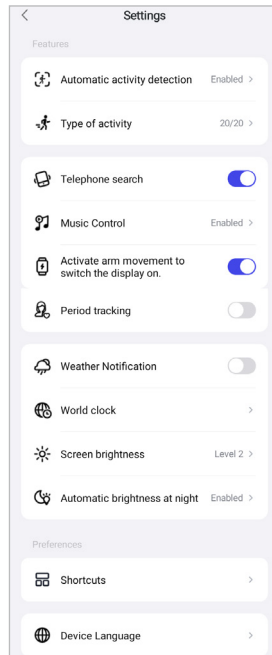 Settings
Features
Automatic activity detection Enabled
Type of activity 20/20
Telephone search
Music Control Enabled
Activate arm movement to
switch the display on.
Period tracking
Weather Notification
World clock
Screen brightness Level 2
Automatic brightness at night Enabled
Preferences
Shortcuts
Device Language